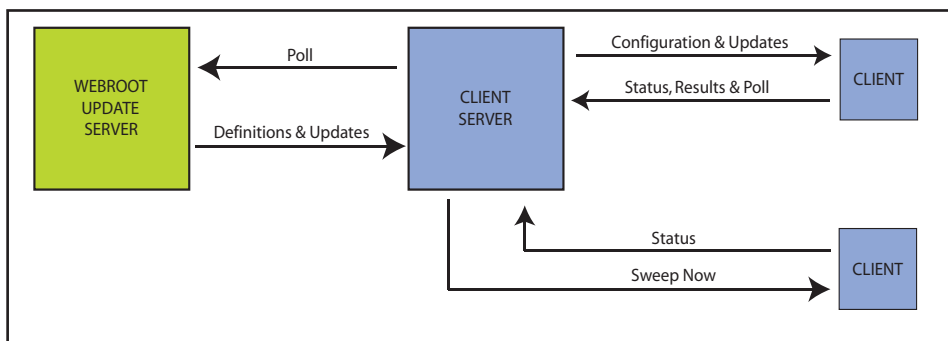 WEBROOT
UPDATE
SERVER
Poll
Definitions & Updates
CLIENT
SERVER
Configuration & Updates
Status, Results & Poll
CLIENT
Status
Sweep Now
CLIENT